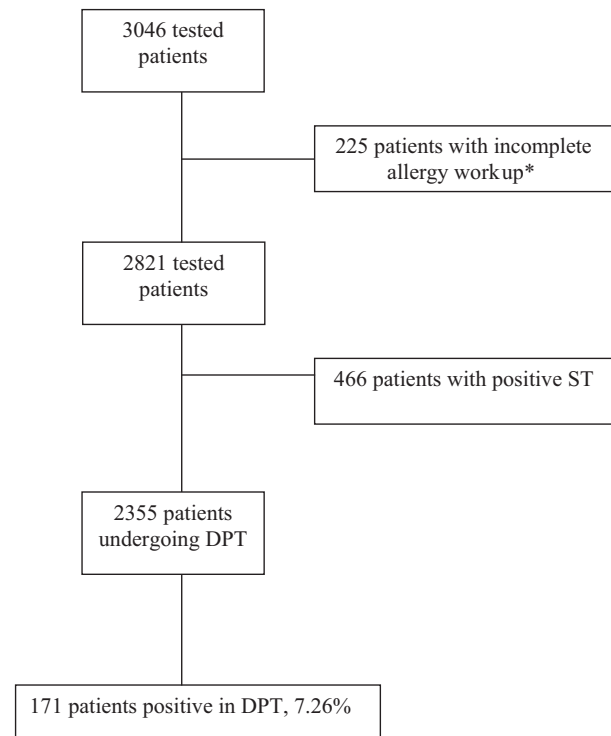 3046 tested
patients
225 patients with incomplete
allergy workup*
2821 tested
patients
466 patients with positive ST
2355 patients
undergoing DPT
171 patients positive in DPT, 7.26%